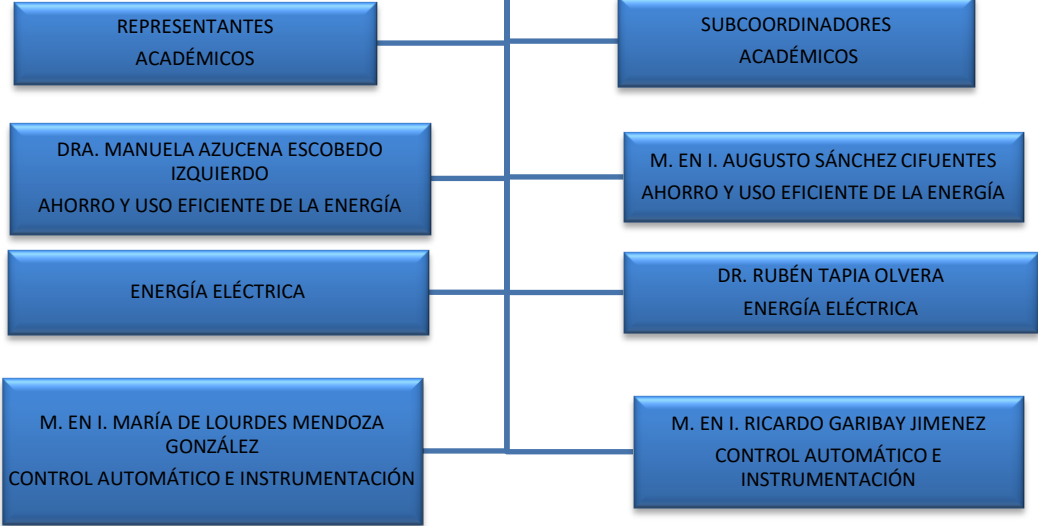 REPRESENTANTES
ACADÉMICOS
SUBCOORDINADORES
ACADÉMICOS
DRA. MANUELA AZUCENA ESCOBEDO
IZQUIERDO
AHORRO Y USO EFICIENTE DE LA ENERGÍA
M. EN I. AUGUSTO SÁNCHEZ CIFUENTES
AHORRO Y USO EFICIENTE DE LA ENERGÍA
ENERGÍA ELÉCTRICA
DR. RUBÉN TAPIA OLVERA
ENERGÍA ELÉCTRICA
M. EN I. MARÍA DE LOURDES MENDOZA
GONZÁLEZ
CONTROL AUTOMÁTICO E INSTRUMENTACIÓN
M. EN I. RICARDO GARIBAY JIMENEZ
CONTROL AUTOMÁTICO E
INSTRUMENTACIÓN